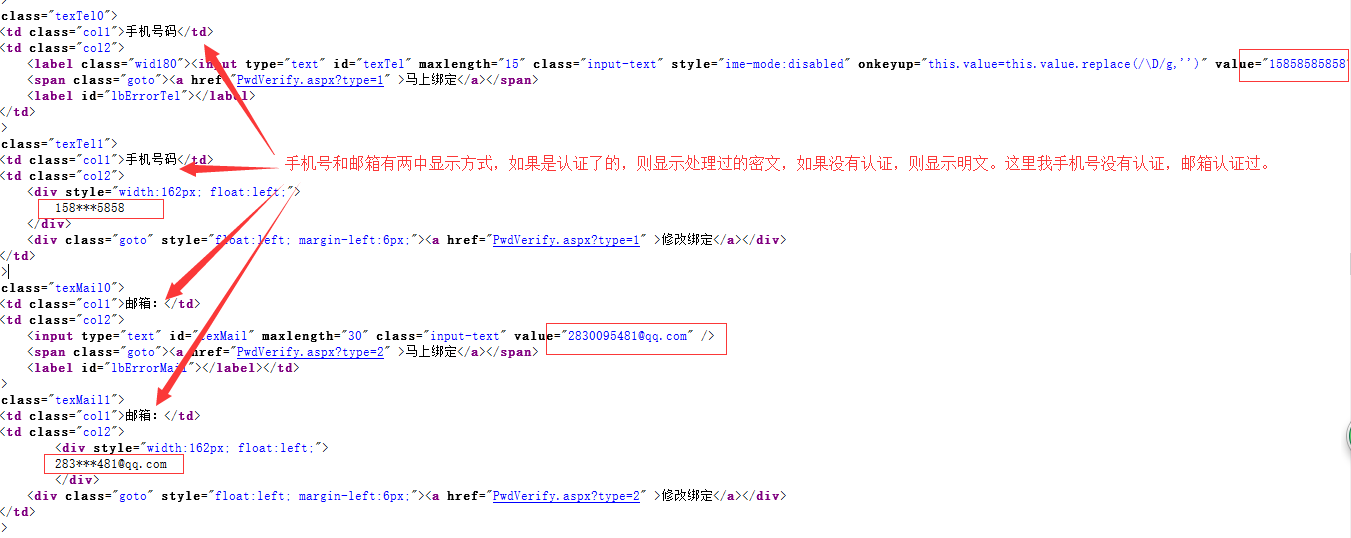 class="texTel0">
<td class="col1">手机号码</td>
<td class="col2">
<label class="wid180"><input type="text" id="texTel" maxlength="15" class="input-text" style="ime-mode:disabled" onkeyup="this.value=this.value.replace(/\D/g,'')" value="15858585858"
<span class="goto"><a href="PwdVerify.aspx?type=1" >马上绑定</a></span>
<label id="lbErrorTel"></label>
</td>
>
class="texTel1">
<td class="col1">手机号码</td>
手机号和邮箱有两中显示方式，如果是认证了的，则显示处理过的密文，如果没有认证，则显示明文。这里我手机号没有认证，邮箱认证过。
<td class="col2">
<div style="width:162px; float:left;">
158***5858
</div>
<div class="goto" style="float:left; margin-left:6px;"><a href="PwdVerify.aspx?type=1" >修改绑定</a></div>
</td>
>
class="texMail0">
<td class="col1">邮箱：</td>
<td class="col2">
<input type="text" id="texMail" maxlength="30" class="input-text" value="2830095481@qq.com" />
<span class="goto"><a href="PwdVerify.aspx?type=2" >马上绑定</a></span>
<label id="lbErrorMail"></label></td>
>
class="texMail1">
<td class="col1">邮箱：</td>
<td class="col2">
<div style="width:162px; float:left;">
283***481@qq.com
</div>
<div class="goto" style="float:left; margin-left:6px;"><a href="PwdVerify.aspx?type=2" >修改绑定</a></div>
</td>
>